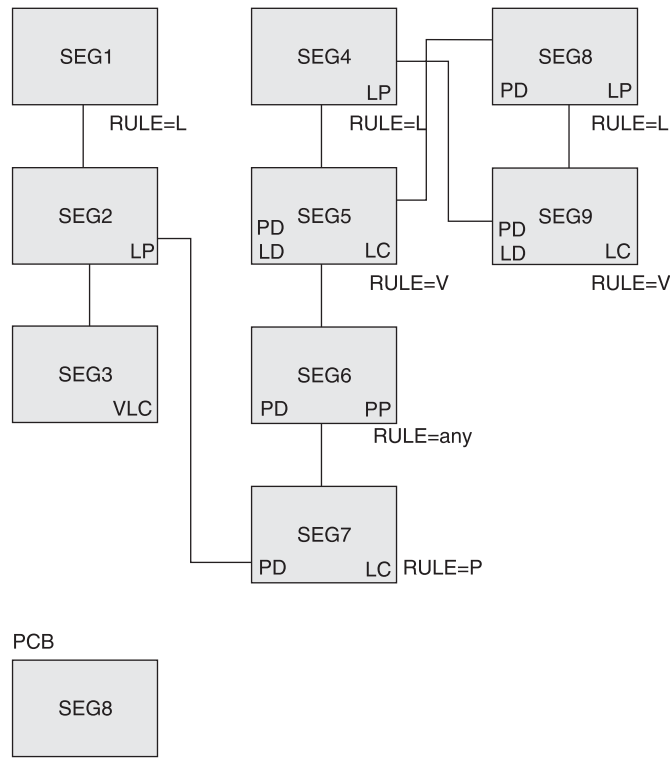 SEG1
RULE=L
SEG2
LP
SEG3
VLC
SEG4
LP
RULE=L
SEG5
PD
LD
LC
RULE=V
SEG6
PD
PP
RULE=any
SEG7
PD
LC
RULE=P
SEG8
PD
LP
RULE=L
SEG9
PD
LD
LC
RULE=V
PCB
SEG8